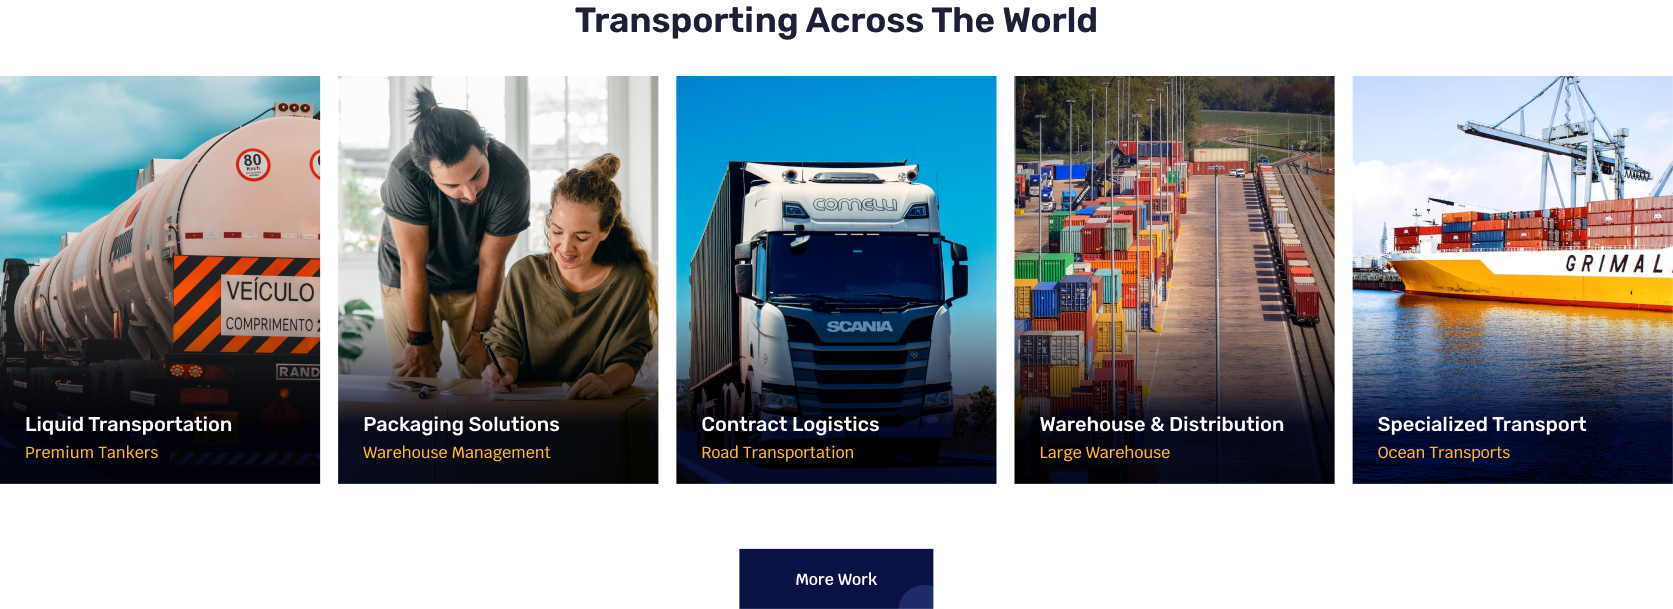 Transporting Across The World
80
Km/h
VEÍCULO
COMPRIMENTO
RAND
Liquid Transportation
Premium Tankers
Packaging Solutions
Warehouse Management
COMELLI
SCANIA
Contract Logistics
Road Transportation
Warehouse & Distribution
Large Warehouse
GRIMAL
Specialized Transport
Ocean Transports
More Work